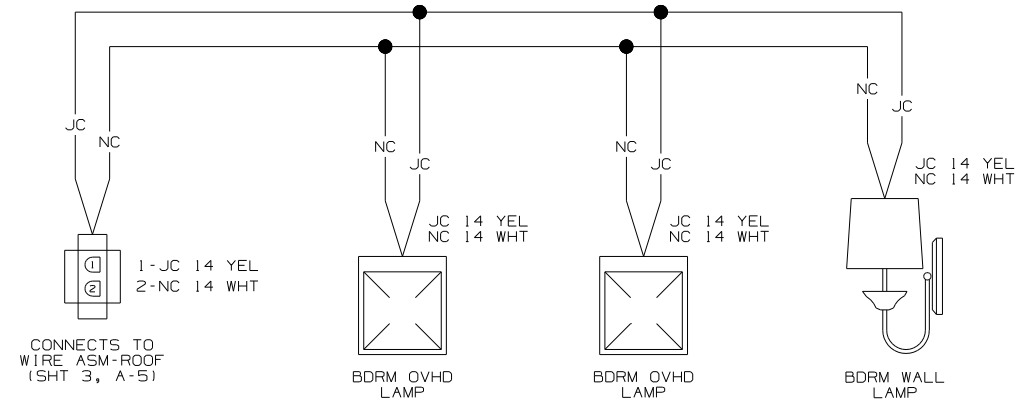 NC
JC
JC
NC
NC
JC
NC
JC
JC 14 YEL
NC 14 WHT
JC 14 YEL
NC 14 WHT
JC 14 YEL
NC 14 WHT
1
1-JC 14 YEL
2
2-NC 14 WHT
CONNECTS TO
WIRE ASM-ROOF
(SHT 3, A-5)
BDRM OVHD
LAMP
BDRM OVHD
LAMP
BDRM WALL
LAMP